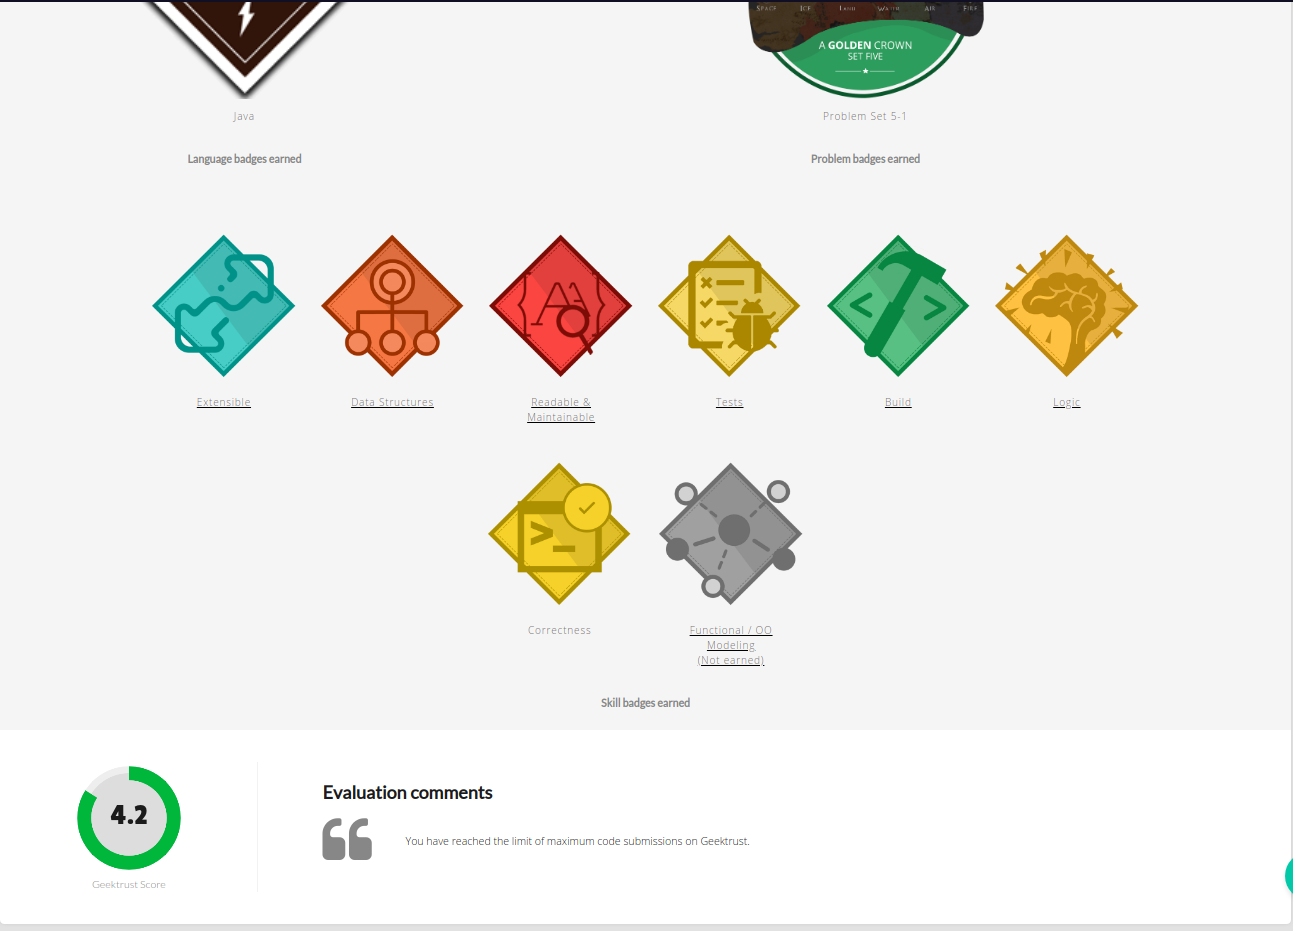 SPACE ICE LAND WATER AIR FIRE
A GOLDEN CROWN
SET FIVE
Java
Problem Set 5-1
Language badges earned
Problem badges earned
Extensible
Data Structures
Readable &
Maintainable
Tests
Build
Logic
Correctness
Functional / OO
Modeling
(Not earned)
Skill badges earned
4.2
Geektrust Score
Evaluation comments
You have reached the limit of maximum code submissions on Geektrust.